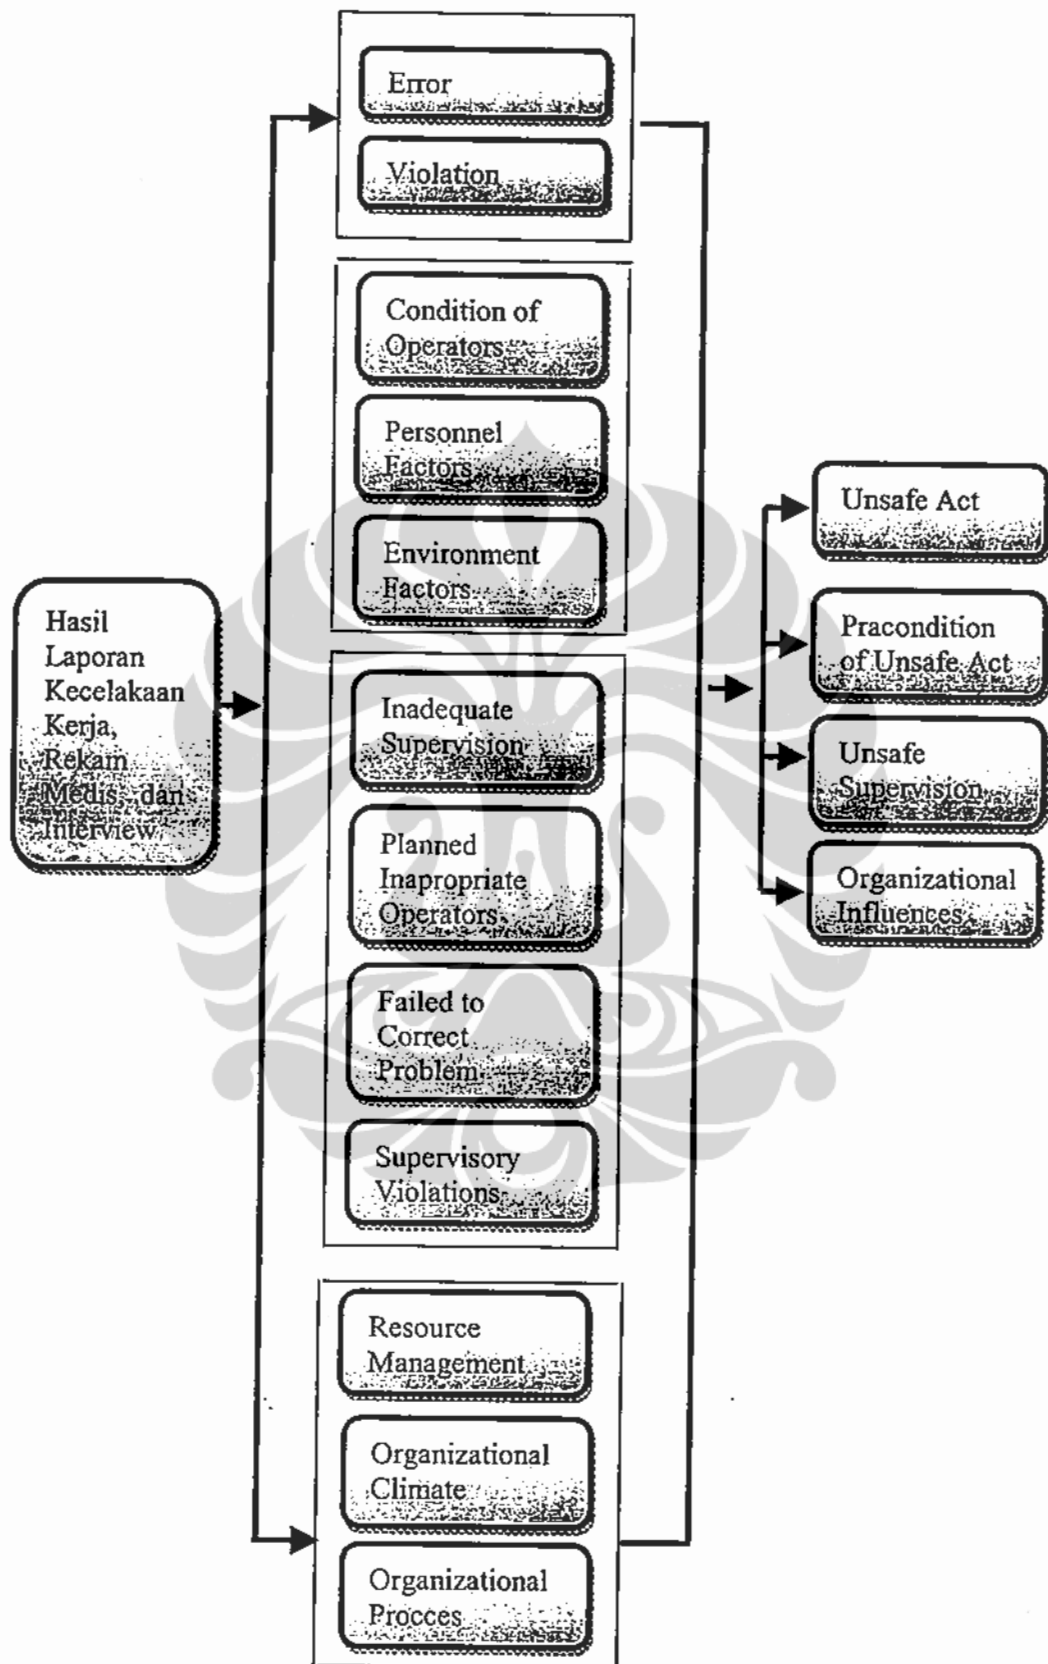 Hasil
Laporan
Kecelakaan
Kerja,
Rekam
Medis, dan
Interview
Error
Violation
Condition of
Operators
Personnel
Factors
Environment
Factors
Inadequate
Supervision
Planned
Inapropriate
Operators
Failed to
Correct
Problem
Supervisory
Violations
Resource
Management
Organizational
Climate
Organizational
Procces
Unsafe Act
Pracondition
of Unsafe Act
Unsafe
Supervision
Organizational
Influences